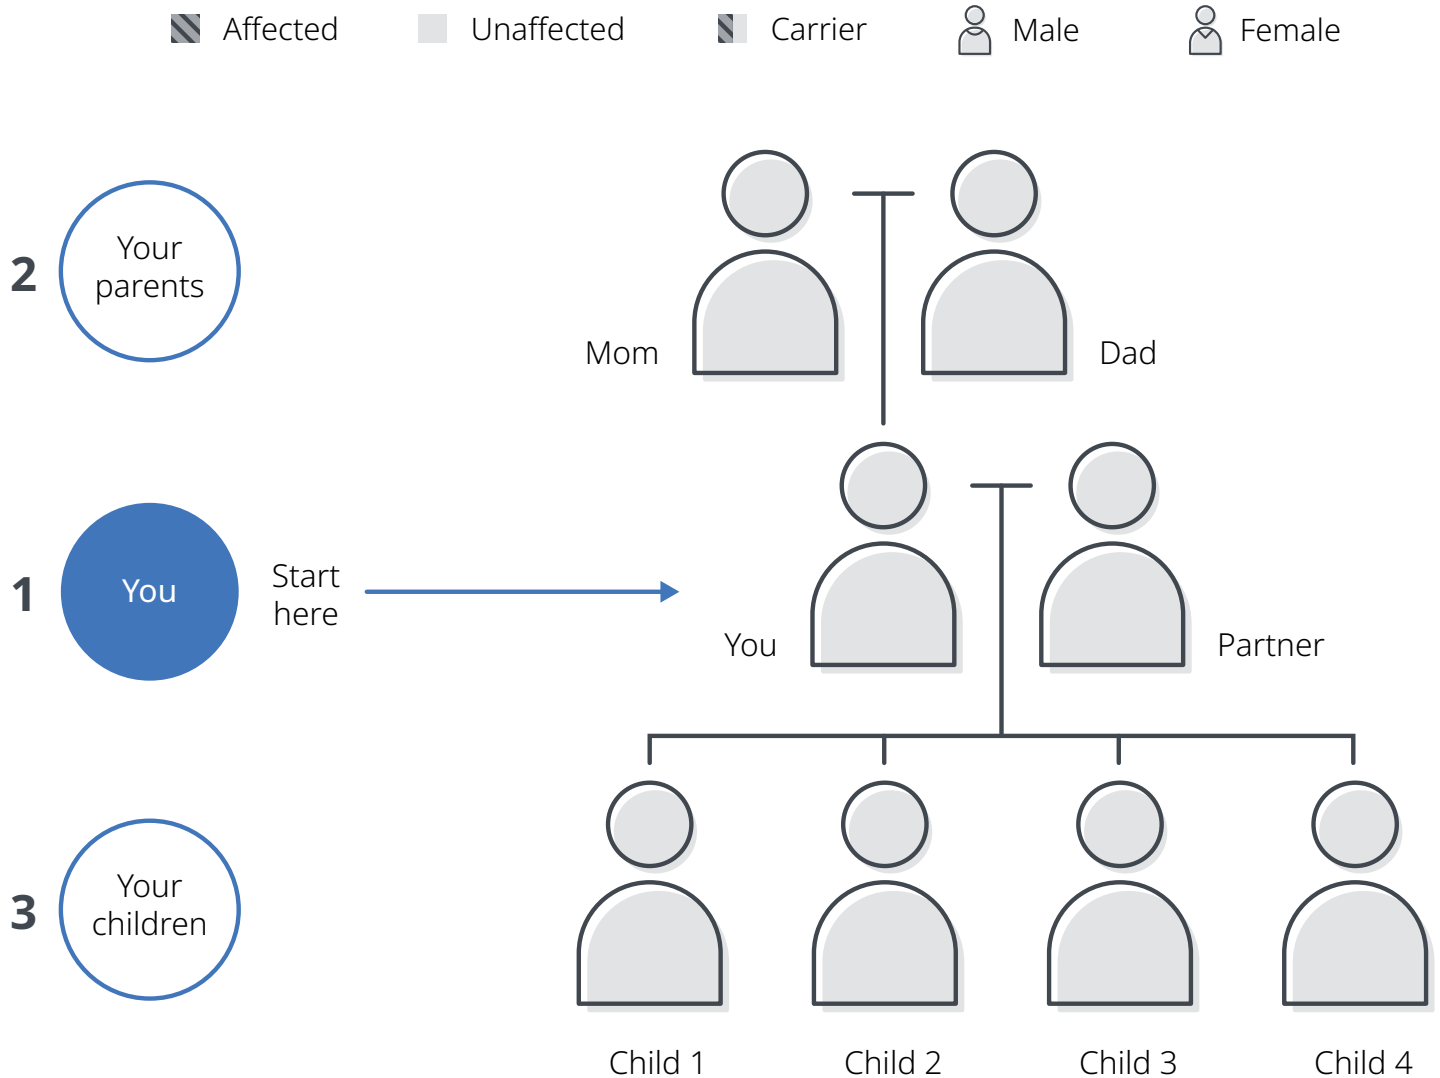 Affected
Unaffected
Carrier
Male
Female
2
Your
parents
Mom
Dad
1
You
Start
here
You
Partner
3
Your
children
Child 1
Child 2
Child 3
Child 4